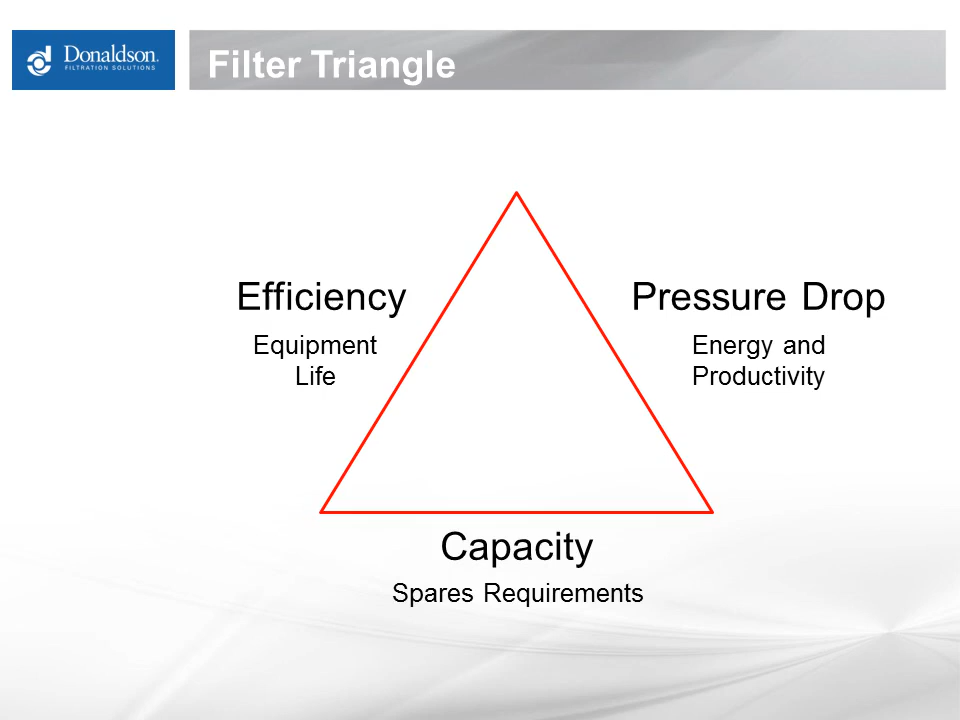 Donaldson.
FILTRATION SOLUTIONS
Filter Triangle
Efficiency
Equipment
Life
Pressure Drop
Energy and
Productivity
Capacity
Spares Requirements